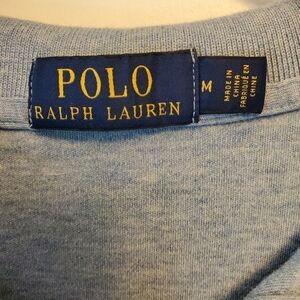 POLO
RALPH LAUREN
M
MADE IN
CHINA
FABRIQUÉ EN
CHINE